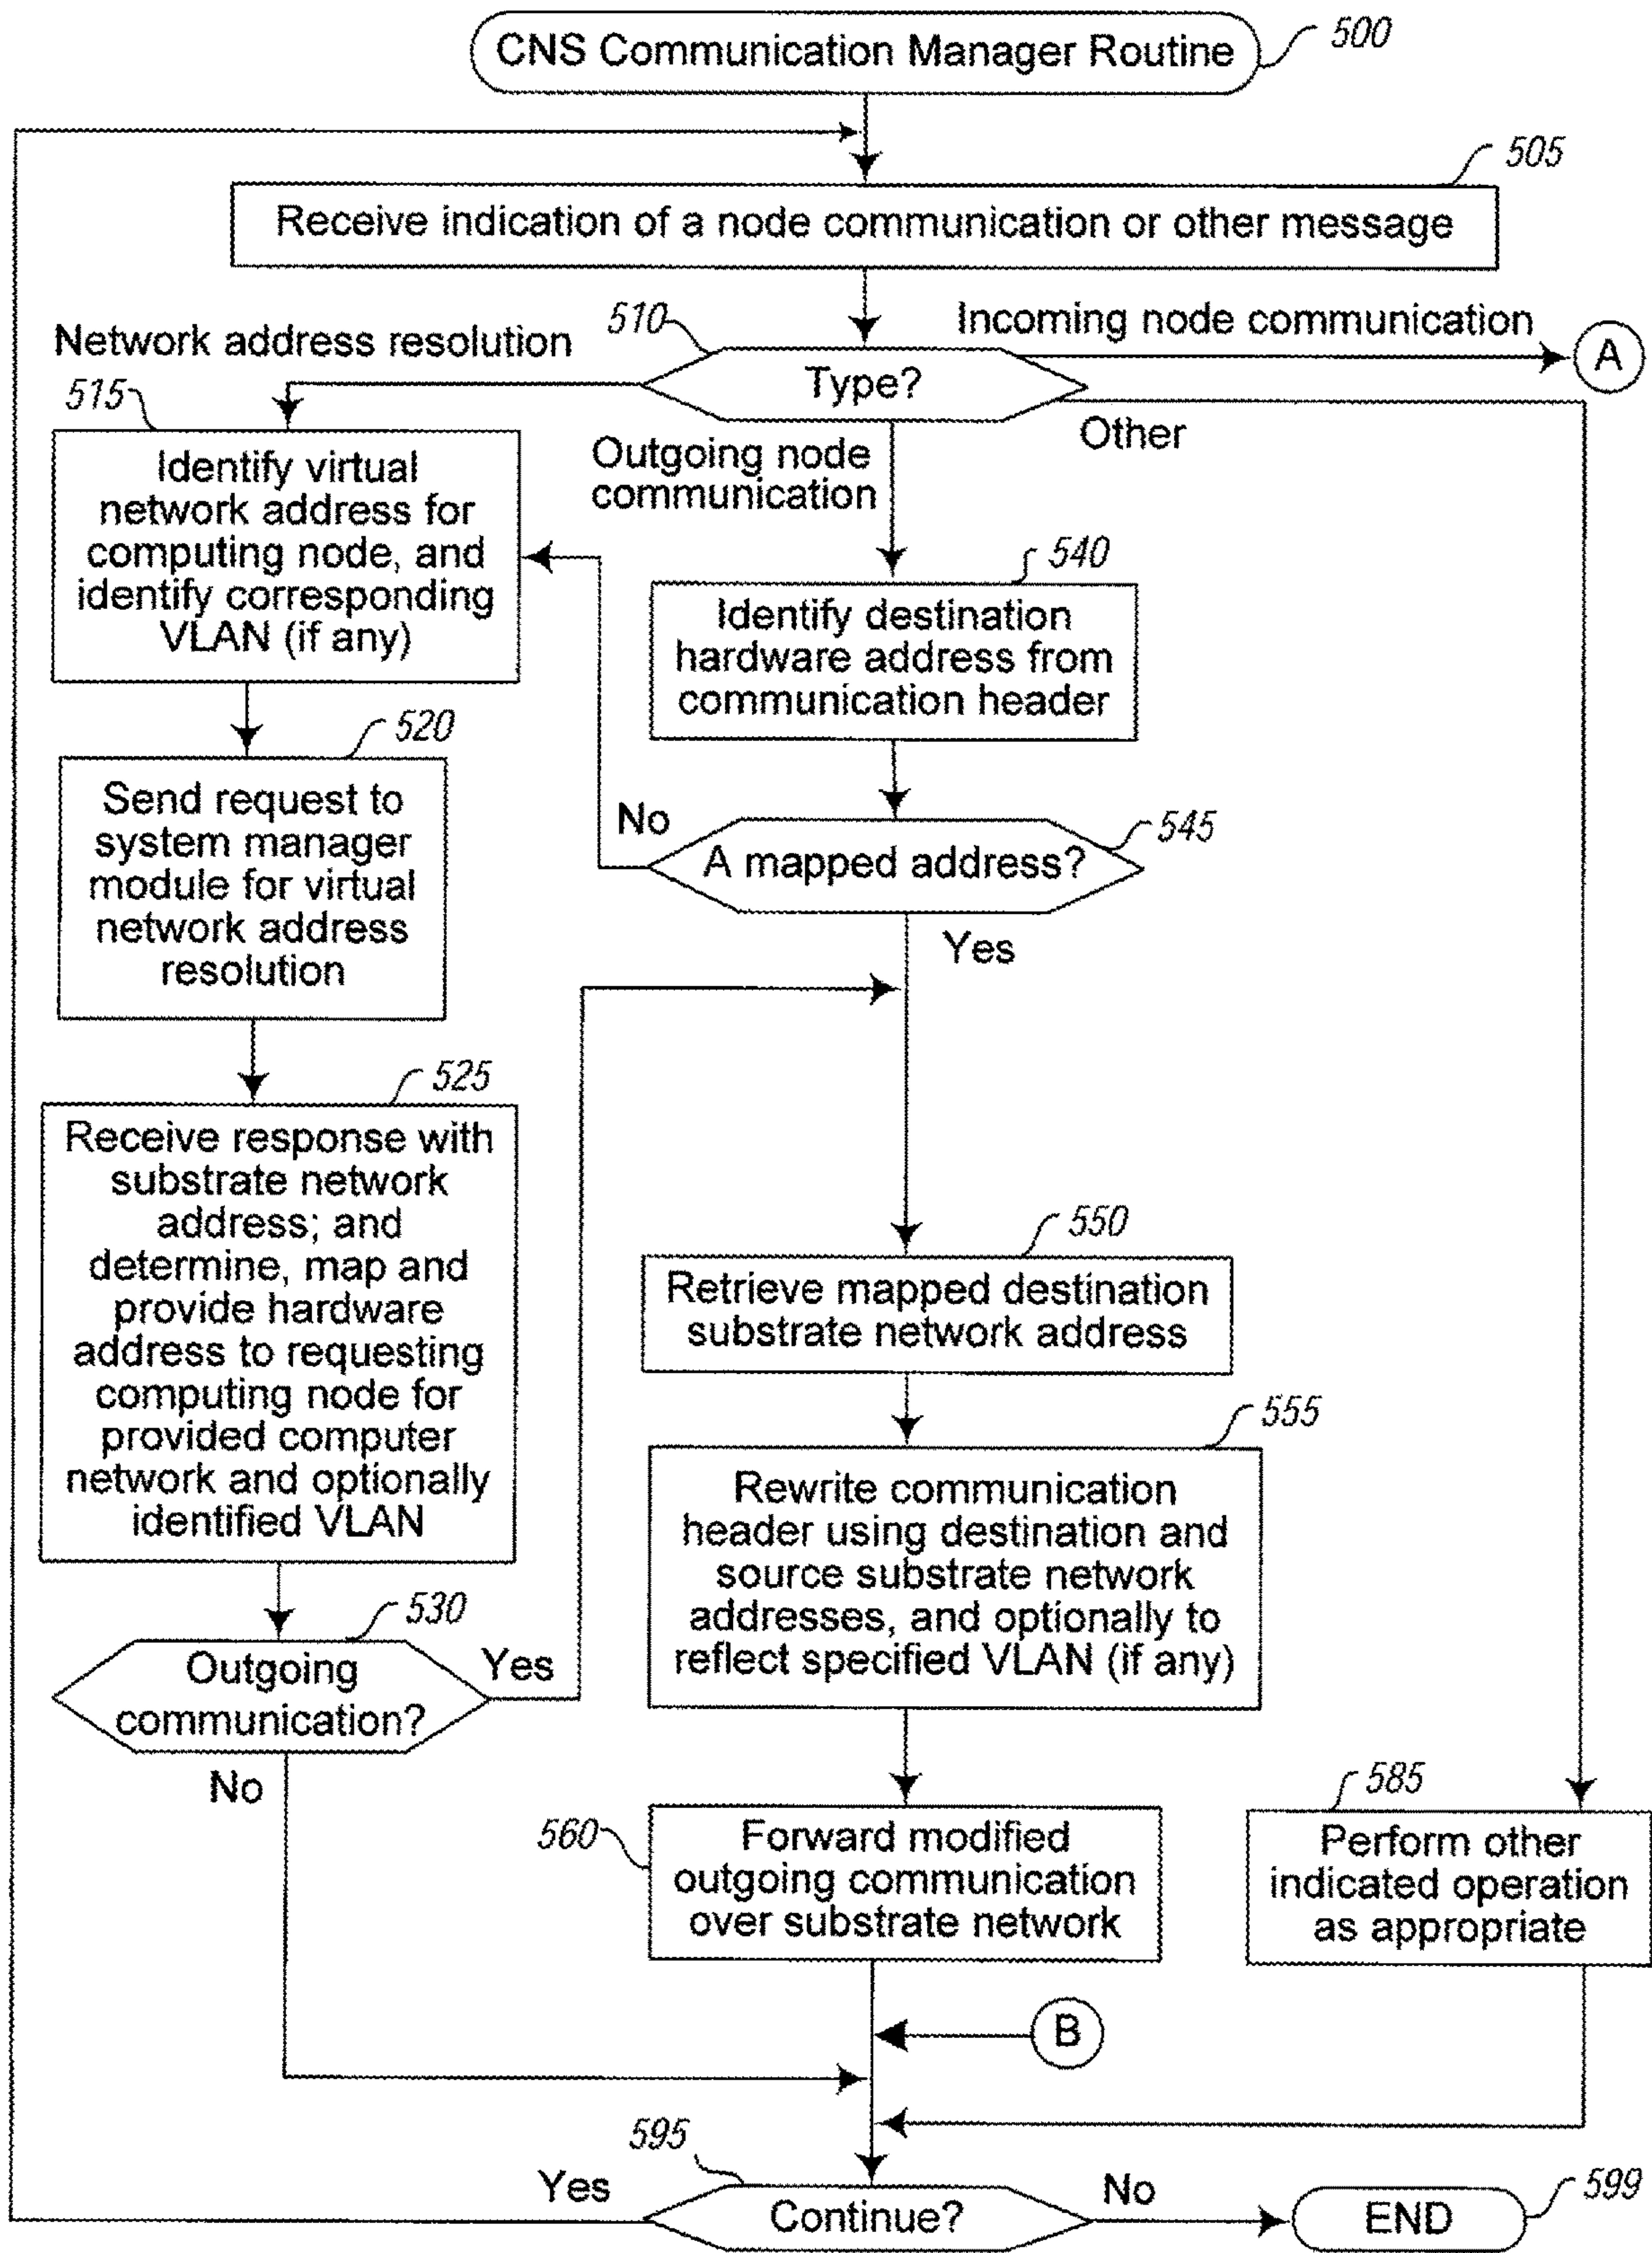 CNS Communication Manager Routine
500
505
Receive indication of a node communication or other message
510
Incoming node communication
A
Network address resolution
Type?
Other
515
Identify virtual
network address for
computing node, and
identify corresponding
VLAN (if any)
Outgoing node
communication
540
Identify destination
hardware address from
communication header
520
Send request to
system manager
module for virtual
network address
resolution
No
545
A mapped address?
Yes
525
Receive response with
substrate network
address; and
determine, map and
provide hardware
address to requesting
computing node for
provided computer
network and optionally
identified VLAN
550
Retrieve mapped destination
substrate network address
555
Rewrite communication
header using destination and
source substrate network
addresses, and optionally to
reflect specified VLAN (if any)
530
Outgoing
communication?
Yes
No
560
Forward modified
outgoing communication
over substrate network
585
Perform other
indicated operation
as appropriate
B
595
Yes
Continue?
No
END
599